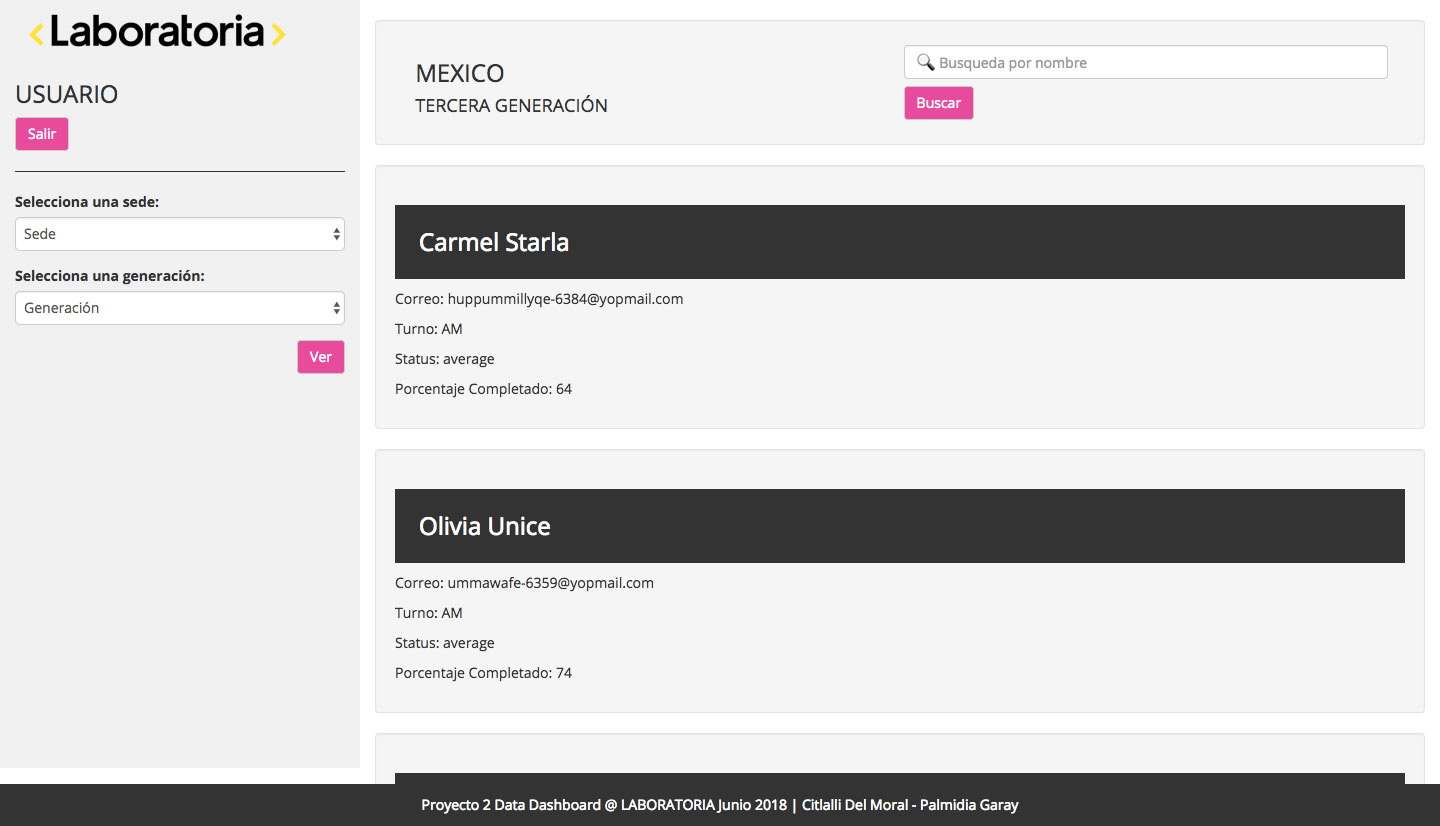 <Laboratoria>
USUARIO
Salir
Selecciona una sede:
Sede
Selecciona una generación:
Generación
Ver
MEXICO
TERCERA GENERACIÓN
Busqueda por nombre
Buscar
Carmel Starla
Correo: huppummillyqe-6384@yopmail.com
Turno: AM
Status: average
Porcentaje Completado: 64
Olivia Unice
Correo: ummawafe-6359@yopmail.com
Turno: AM
Status: average
Porcentaje Completado: 74
Proyecto 2 Data Dashboard @ LABORATORIA Junio 2018 | Citlalli Del Moral - Palmidia Garay